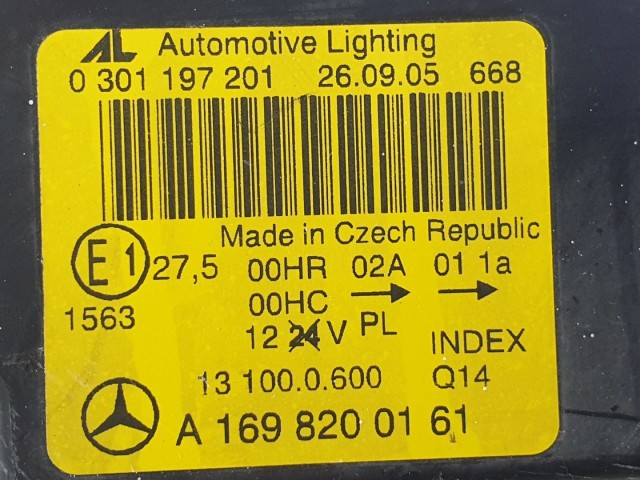 AL Automotive Lighting
0 301 197 201 26.09.05 668
Made in Czech Republic
E1 27,5 00HR 02A 01 1a
1563 00HC → →
12 24 V PL INDEX
13 100.0.600 Q14
A 169 820 01 61